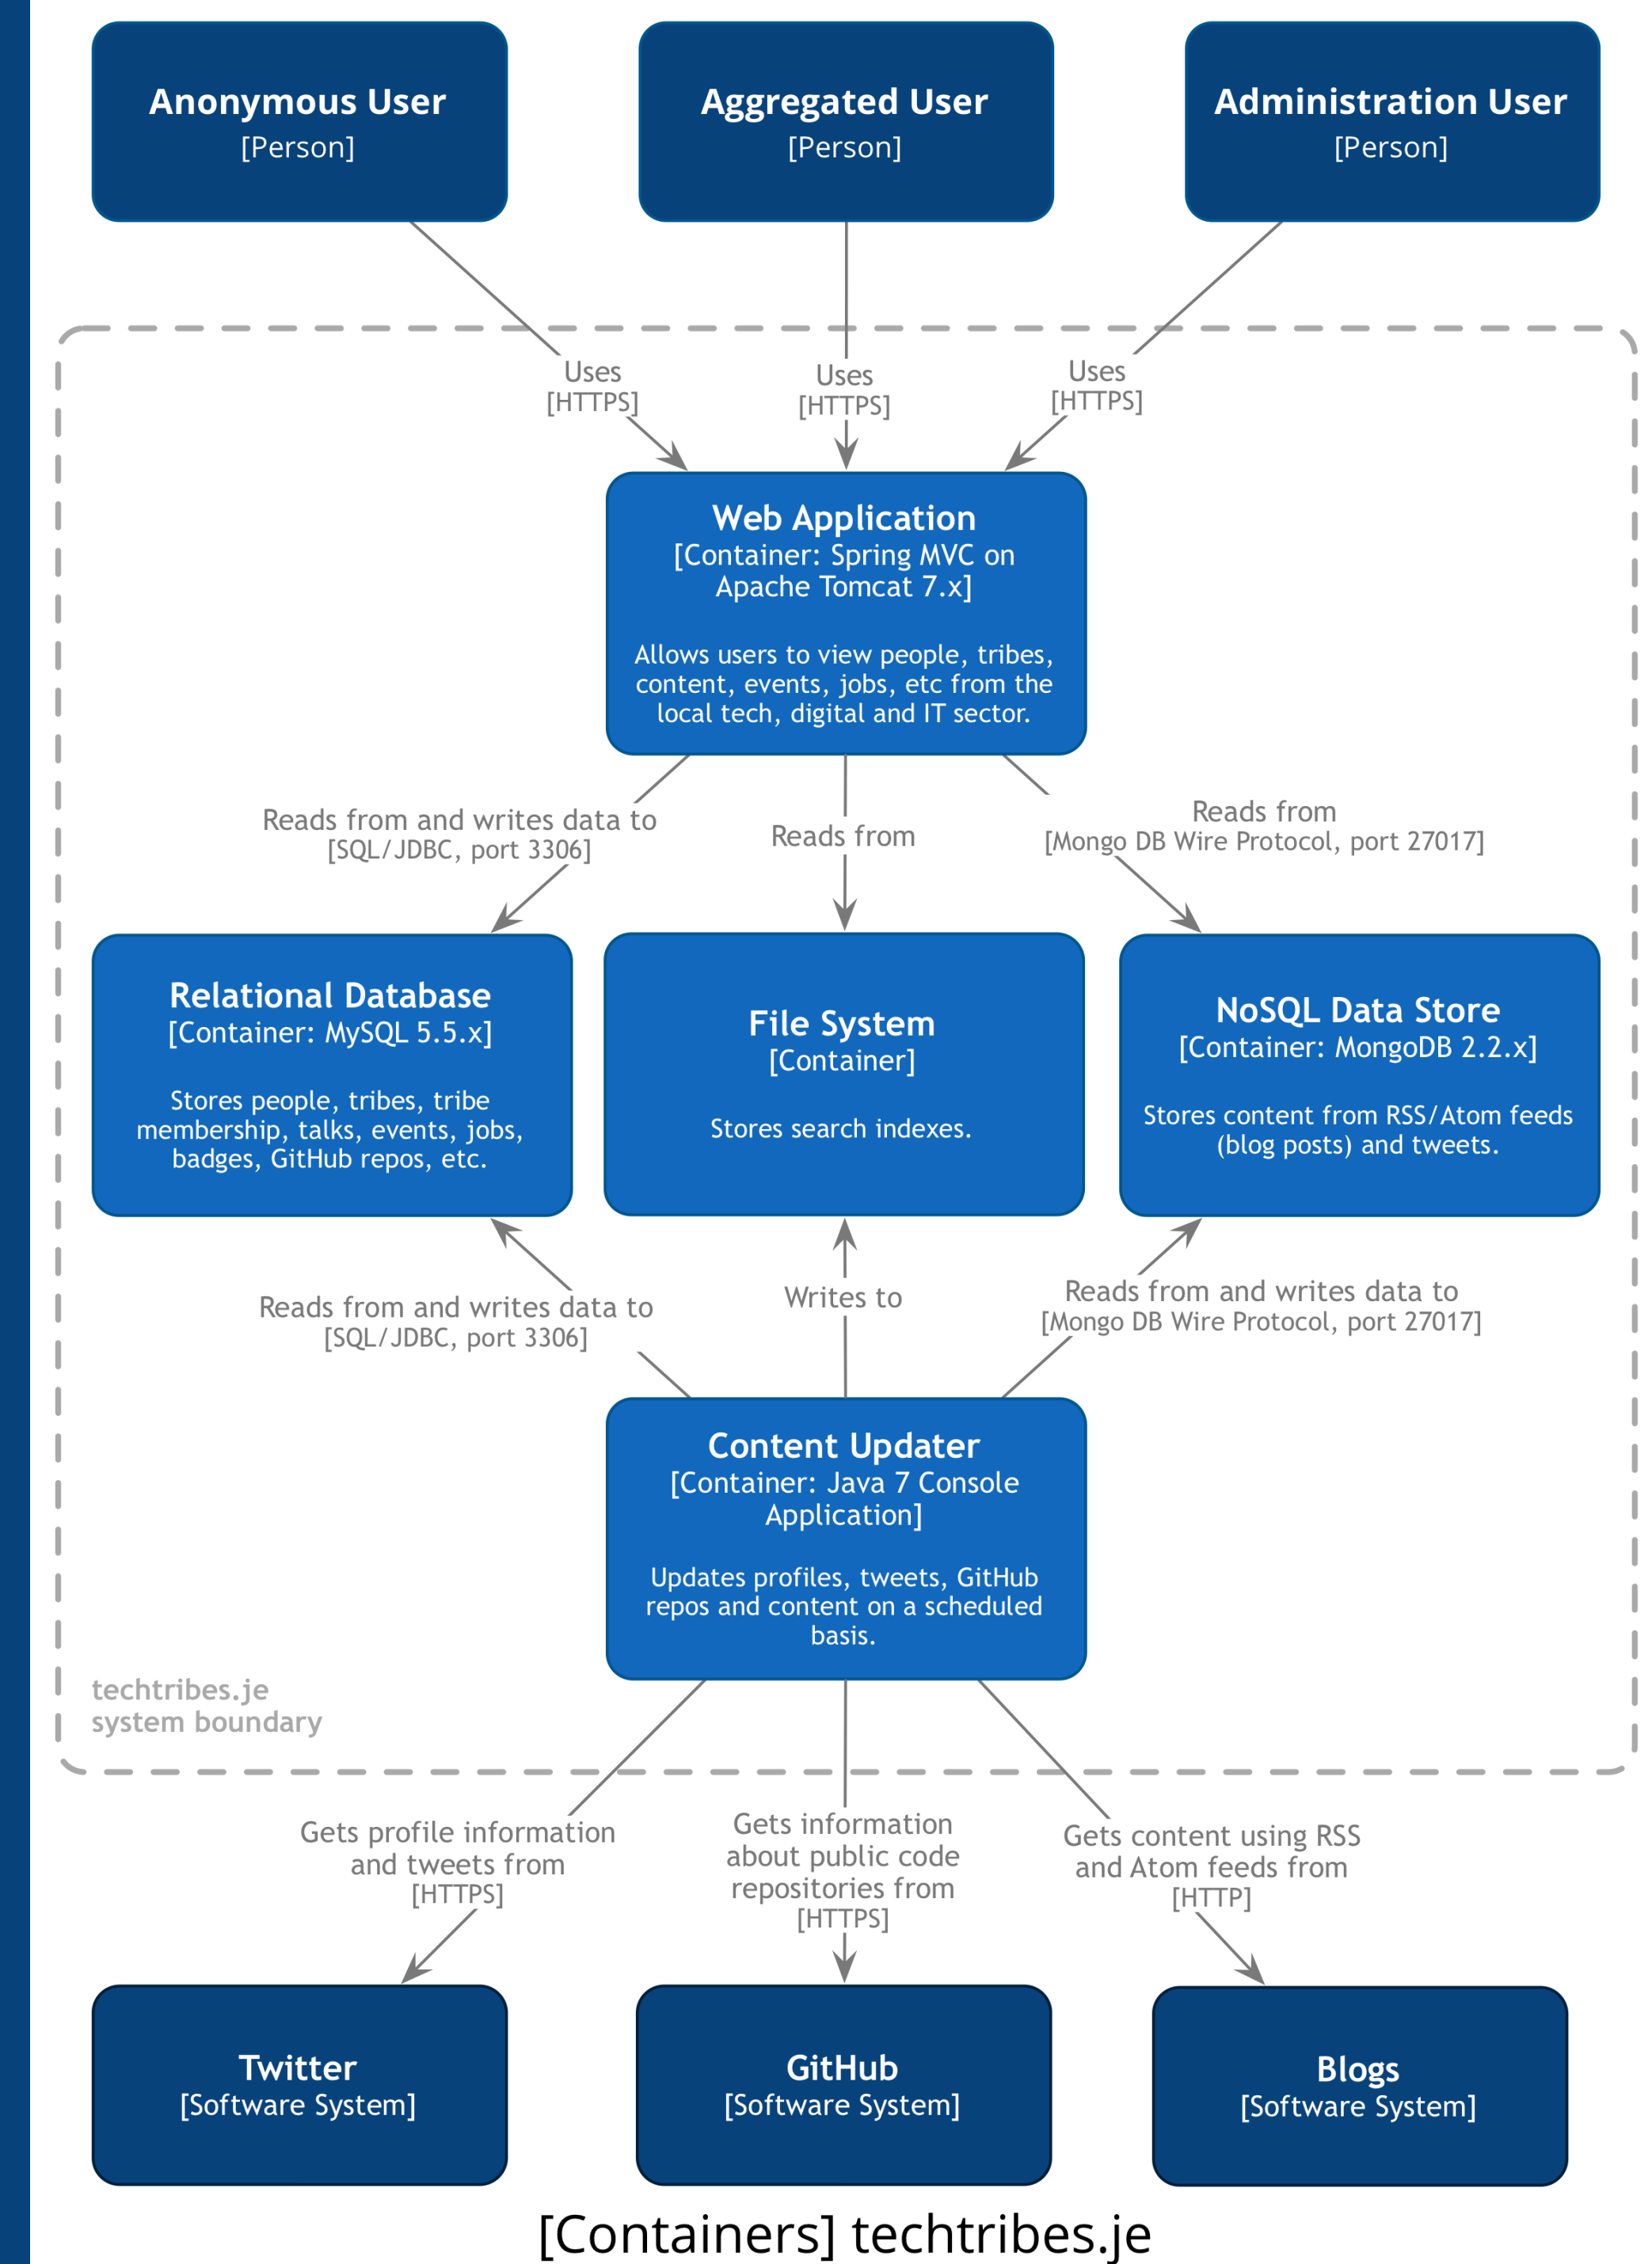 Anonymous User
[Person]
Aggregated User
[Person]
Administration User
[Person]
Uses
[HTTPS]
Uses
[HTTPS]
Uses
[HTTPS]
Web Application
[Container: Spring MVC on
Apache Tomcat 7.x]
Allows users to view people, tribes,
content, events, jobs, etc from the
local tech, digital and IT sector.
Reads from and writes data to
[SQL/JDBC, port 3306]
Reads from
Reads from
[Mongo DB Wire Protocol, port 27017]
Relational Database
[Container: MySQL 5.5.x]
Stores people, tribes, tribe
membership, talks, events, jobs,
badges, GitHub repos, etc.
File System
[Container]
Stores search indexes.
NoSQL Data Store
[Container: MongoDB 2.2.x]
Stores content from RSS/Atom feeds
(blog posts) and tweets.
Reads from and writes data to
[SQL/JDBC, port 3306]
Writes to
Reads from and writes data to
[Mongo DB Wire Protocol, port 27017]
Content Updater
[Container: Java 7 Console
Application]
Updates profiles, tweets, GitHub
repos and content on a scheduled
basis.
techtribes.je
system boundary
Gets profile information
and tweets from
[HTTPS]
Gets information
about public code
repositories from
[HTTPS]
Gets content using RSS
and Atom feeds from
[HTTP]
Twitter
[Software System]
GitHub
[Software System]
Blogs
[Software System]
[Containers] techtribes.je